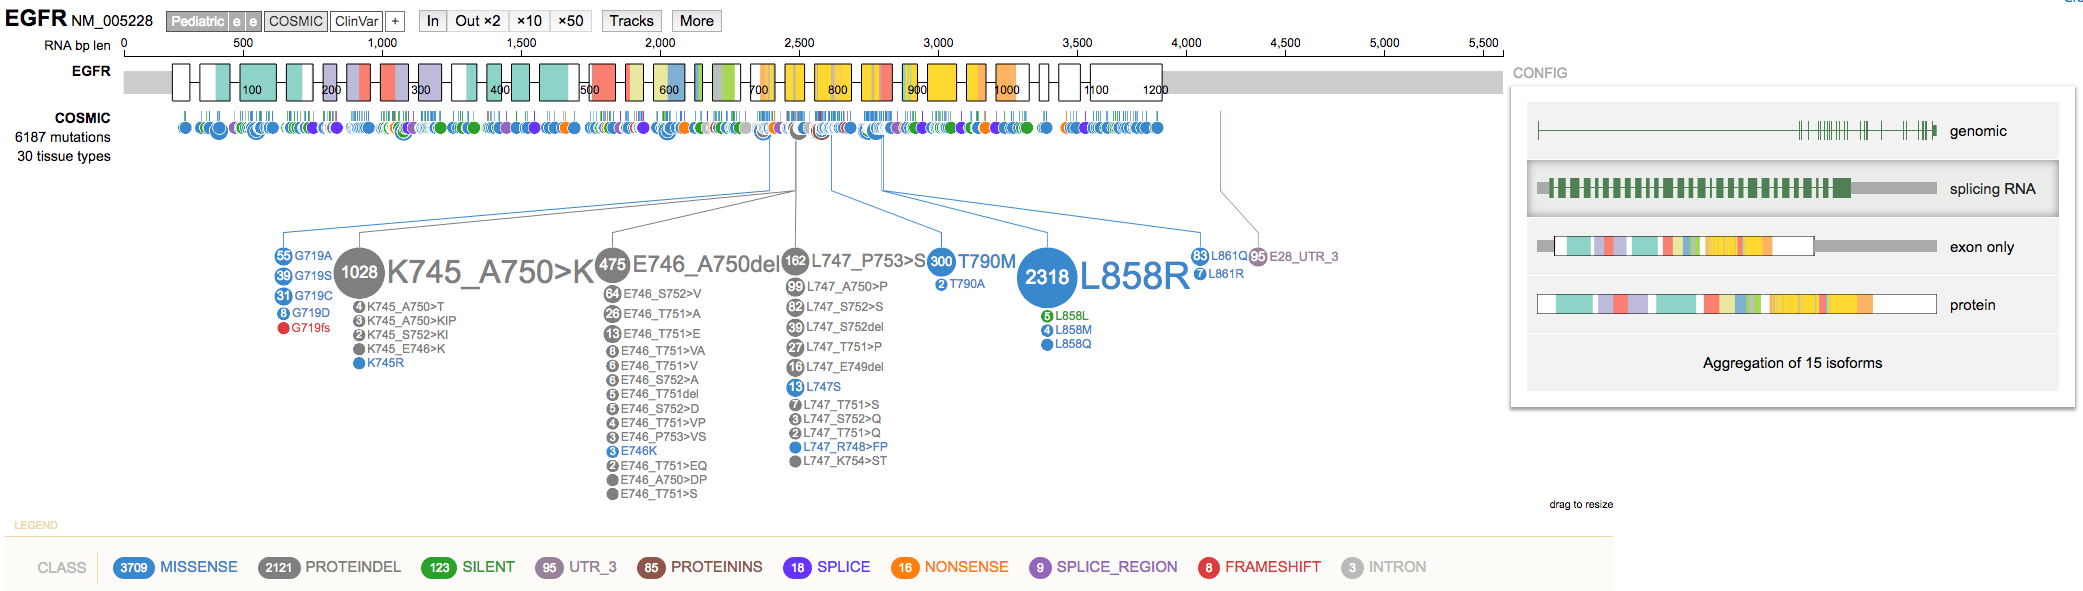 EGFR NM_005228 Pediatric e e COSMIC ClinVar + In Out ×2 ×10 ×50 Tracks More
RNA bp len 0 500 1,000 1,500 2,000 2,500 3,000 3,500 4,000 4,500 5,000 5,500
EGFR
100 200 300 400 500 600 700 800 900 1000 1100 1200
COSMIC
6187 mutations
30 tissue types
55 G719A
39 G719S
31 G719C
8 G719D
G719fs
1028 K745_A750>K
4 K745_A750>T
3 K745_A750>KIP
2 K745_S752>KI
K745_E746>K
K745R
475 E746_A750del
64 E746_S752>V
26 E746_T751>A
13 E746_T751>E
8 E746_T751>VA
6 E746_T751>V
6 E746_S752>A
5 E746_T751del
5 E746_S752>D
4 E746_T751>VP
3 E746_P753>VS
3 E746K
2 E746_T751>EQ
E746_A750>DP
E746_T751>S
162 L747_P753>S
99 L747_A750>P
82 L747_S752>S
39 L747_S752del
27 L747_T751>P
16 L747_E749del
13 L747S
7 L747_T751>S
3 L747_S752>Q
2 L747_T751>Q
L747_R748>FP
L747_K754>ST
300 T790M
2 T790A
2318 L858R
5 L858L
4 L858M
L858Q
83 L861Q
7 L861R
95 E28_UTR_3
CONFIG
genomic
splicing RNA
exon only
protein
Aggregation of 15 isoforms
drag to resize
LEGEND
CLASS 3709 MISSENSE 2121 PROTEINDEL 123 SILENT 95 UTR_3 85 PROTEININS 18 SPLICE 16 NONSENSE 9 SPLICE_REGION 8 FRAMESHIFT 3 INTRON